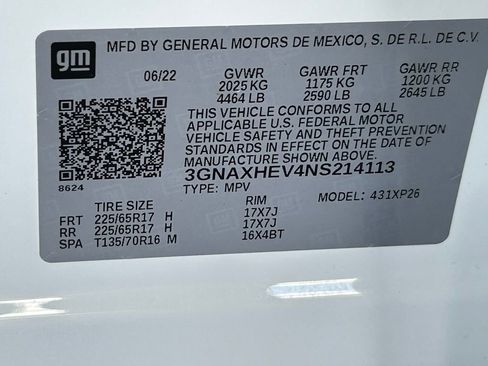 gm
MFD BY GENERAL MOTORS DE MEXICO, S. DE R.L. DE C.V.
06/22 GVWR GAWR FRT GAWR RR
2025 KG 1175 KG 1200 KG
4464 LB 2590 LB 2645 LB
THIS VEHICLE CONFORMS TO ALL
APPLICABLE U.S. FEDERAL MOTOR
VEHICLE SAFETY AND THEFT PREVENTION
STANDARDS IN EFFECT ON THE DATE OF
MANUFACTURE SHOWN ABOVE.
3GNAXHEV4NS214113
8624
TYPE: MPV MODEL: 431XP26
TIRE SIZE RIM
FRT 225/65R17 H 17X7J
RR 225/65R17 H 17X7J
SPA T135/70R16 M 16X4BT